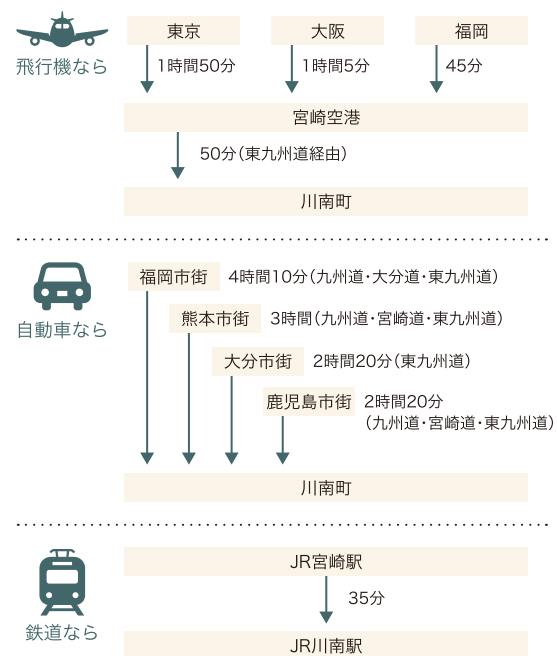 東京
大阪
福岡
飛行機なら
1時間50分
1時間5分
45分
宮崎空港
50分(東九州道経由)
川南町
自動車なら
福岡市街
4時間10分(九州道・大分道・東九州道)
熊本市街
3時間(九州道・宮崎道・東九州道)
大分市街
2時間20分(東九州道)
鹿児島市街
2時間20分
(九州道・宮崎道・東九州道)
川南町
鉄道なら
JR宮崎駅
35分
JR川南駅